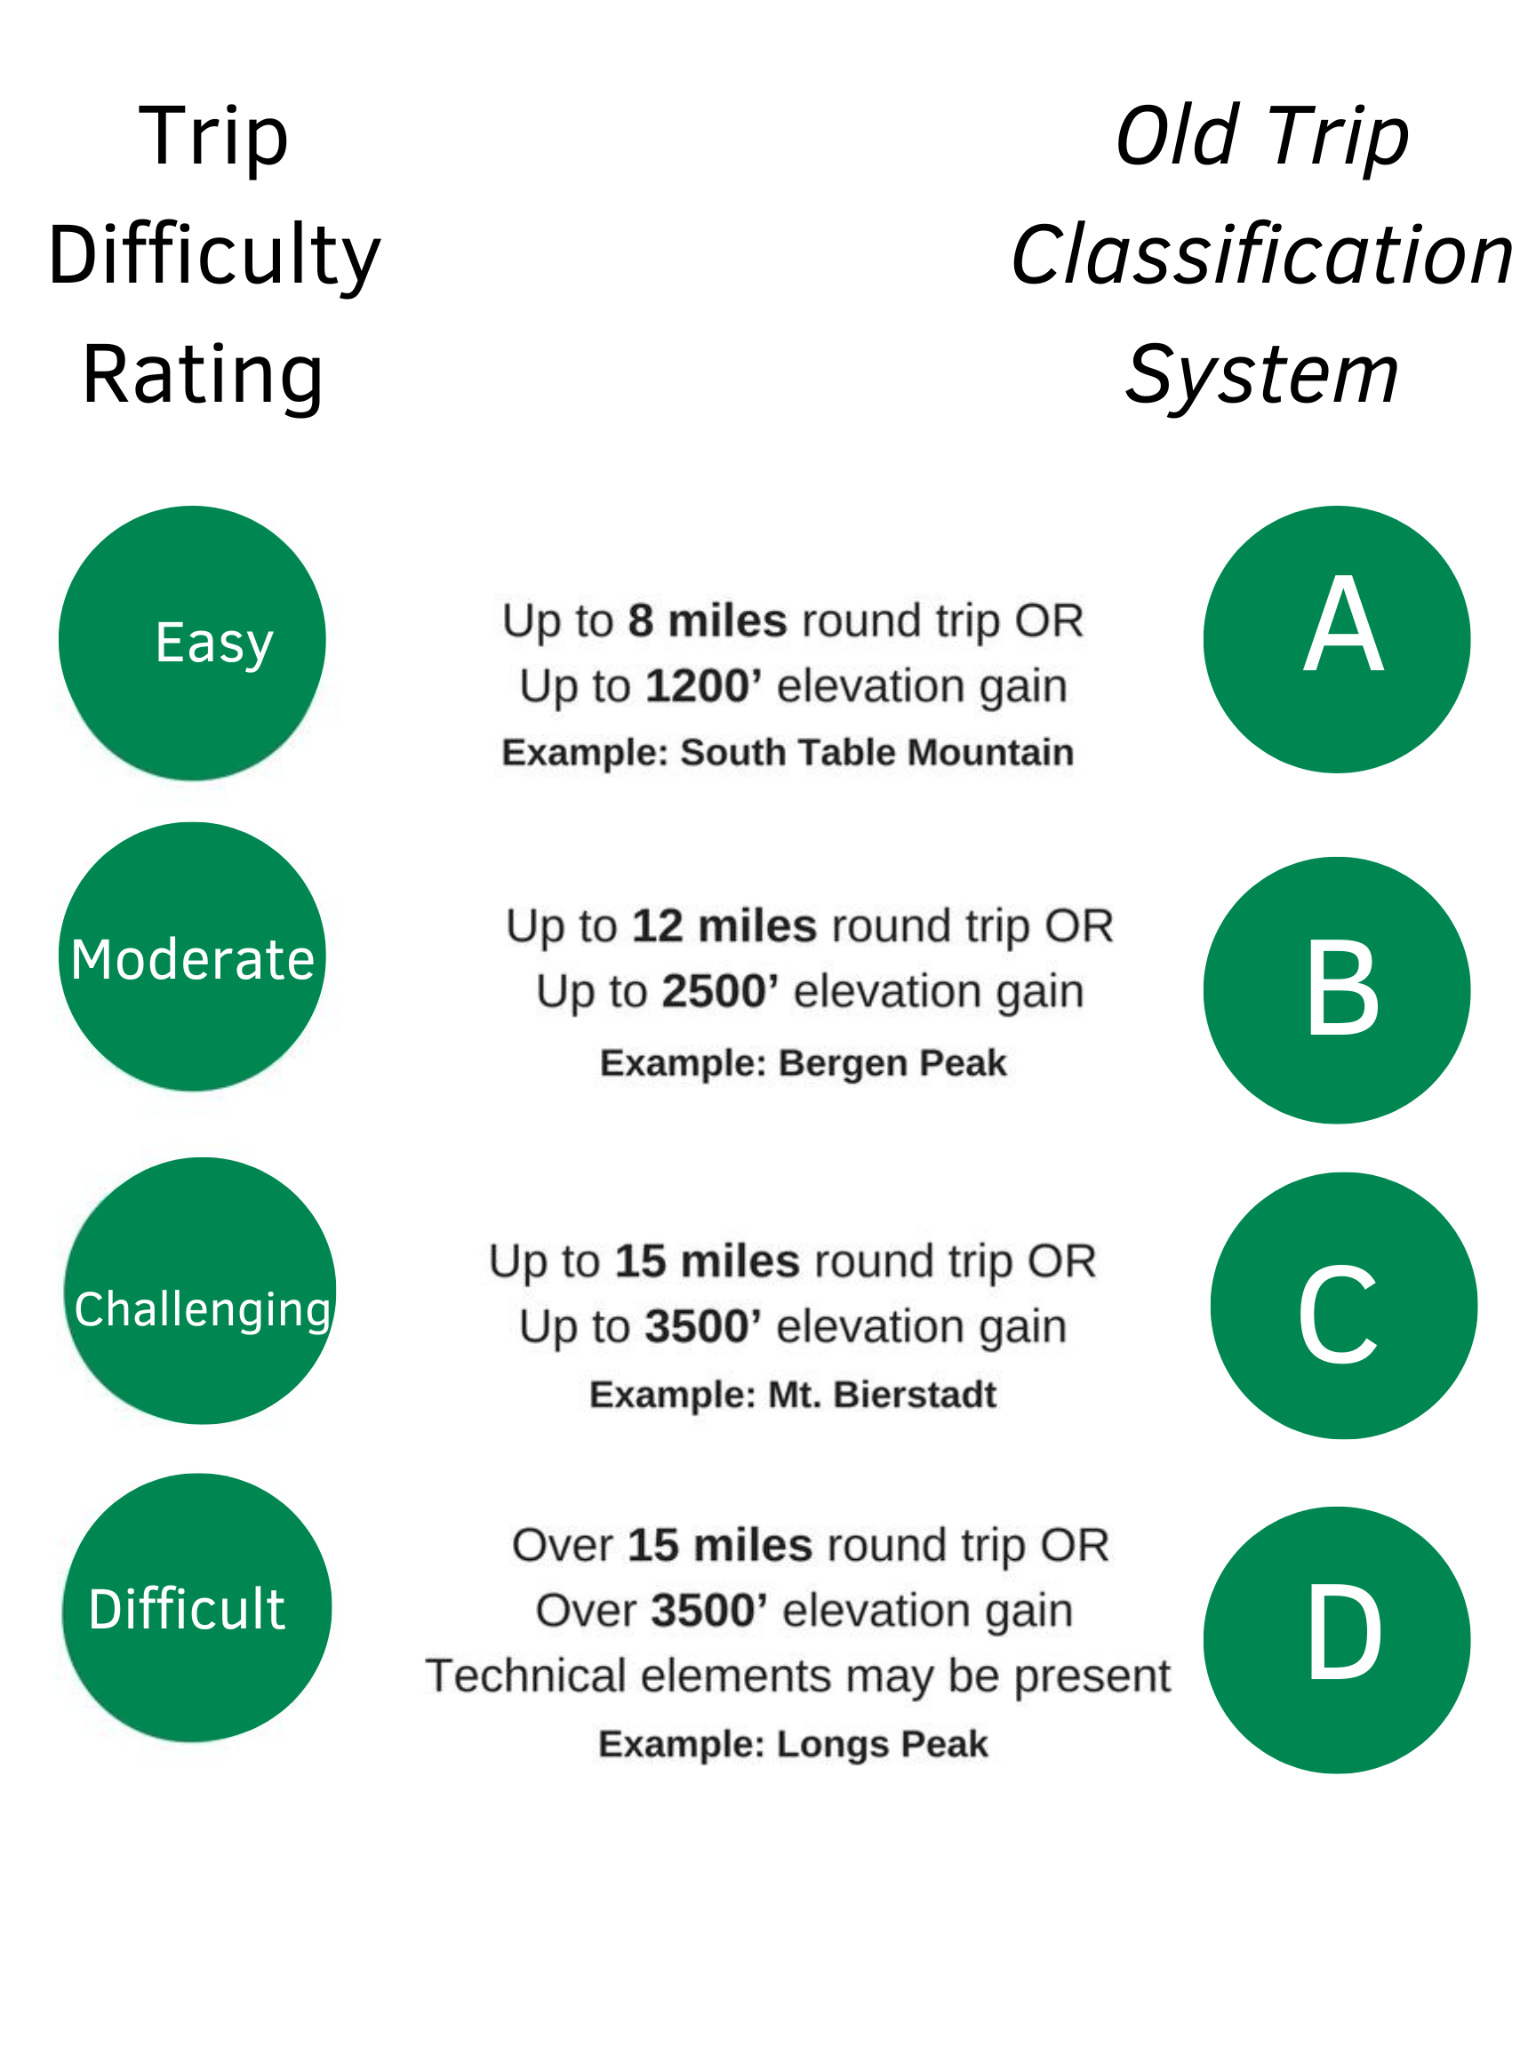 Trip
Difficulty
Rating
Old Trip
Classification
System
Easy
Up to 8 miles round trip OR
Up to 1200’ elevation gain
Example: South Table Mountain
A
Moderate
Up to 12 miles round trip OR
Up to 2500’ elevation gain
Example: Bergen Peak
B
Challenging
Up to 15 miles round trip OR
Up to 3500’ elevation gain
Example: Mt. Bierstadt
C
Difficult
Over 15 miles round trip OR
Over 3500’ elevation gain
Technical elements may be present
Example: Longs Peak
D